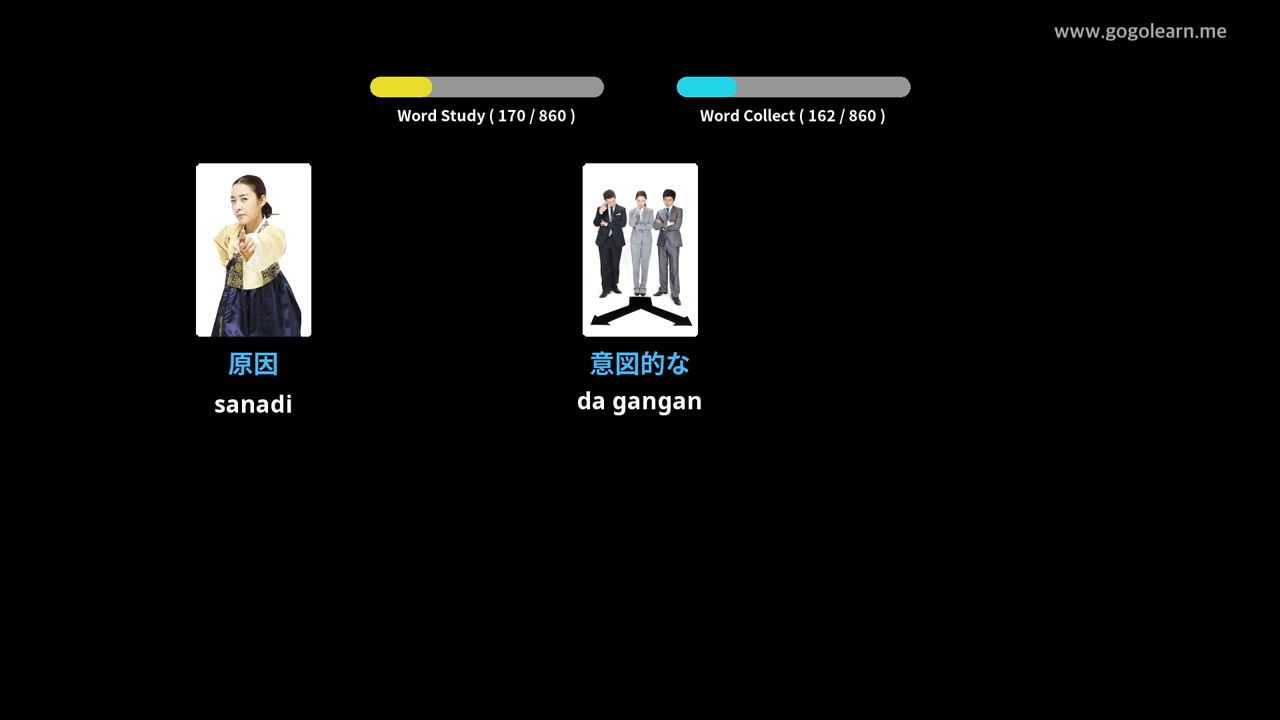 www.gogolearn.me
Word Study ( 170 / 860 )
Word Collect ( 162 / 860 )
原因
sanadi
意図的な
da gangan